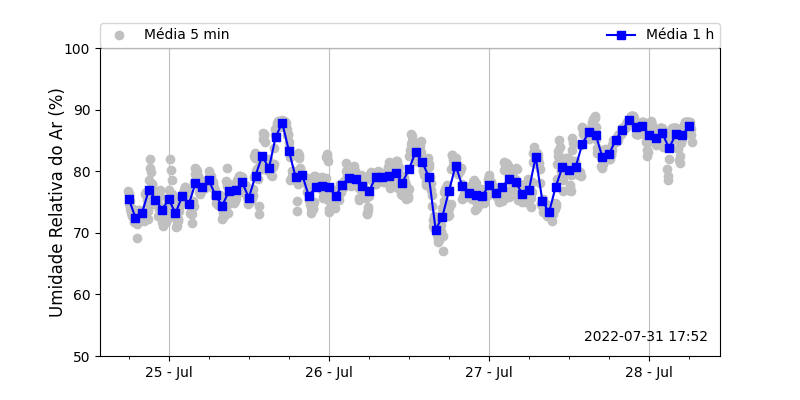 Média 5 min
Média 1 h
100
90
80
70
60
50
Umidade Relativa do Ar (%)
2022-07-31 17:52
25 - Jul
26 - Jul
27 - Jul
28 - Jul